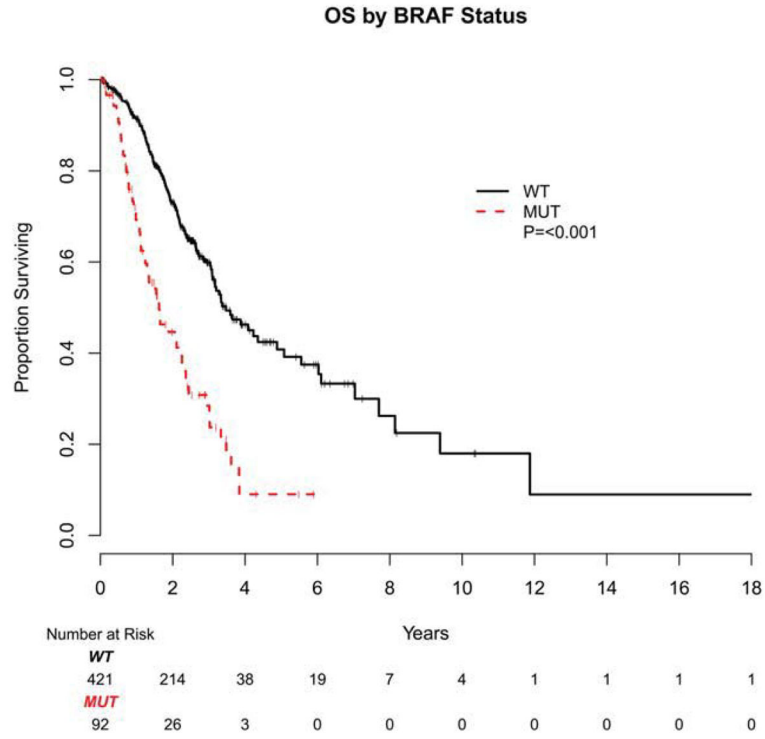 OS by BRAF Status
1.0
0.8
0.6
0.4
0.2
0.0
Proportion Surviving
WT
MUT
P=<0.001
0 2 4 6 8 10 12 14 16 18
Years
Number at Risk
WT
421 214 38 19 7 4 1 1 1 1
MUT
92 26 3 0 0 0 0 0 0 0